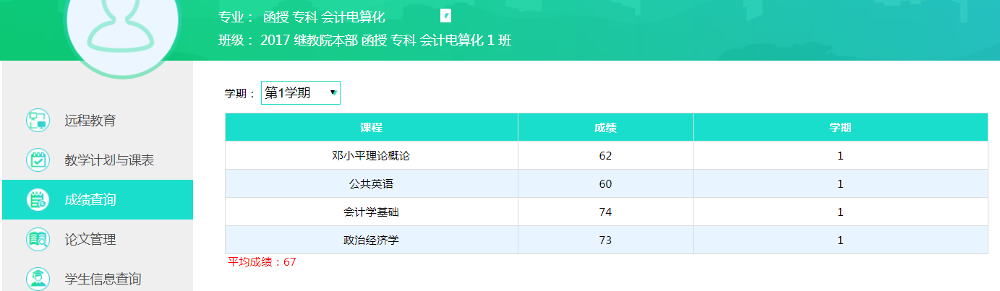 专业： 函授 专科 会计电算化
班级： 2017 继教院本部 函授 专科 会计电算化 1 班
远程教育
教学计划与课表
成绩查询
论文管理
学生信息查询
学期： 第1学期
课程 成绩 学期
邓小平理论概论 62 1
公共英语 60 1
会计学基础 74 1
政治经济学 73 1
平均成绩：67